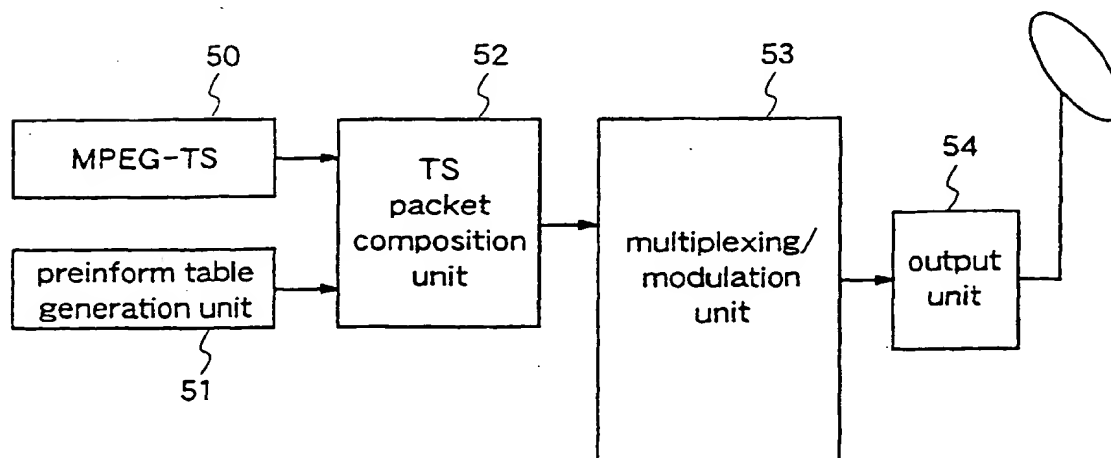 50
52
53
54
MPEG-TS
TS
packet
composition
unit
preinform table
generation unit
51
multiplexing/
modulation
unit
output
unit